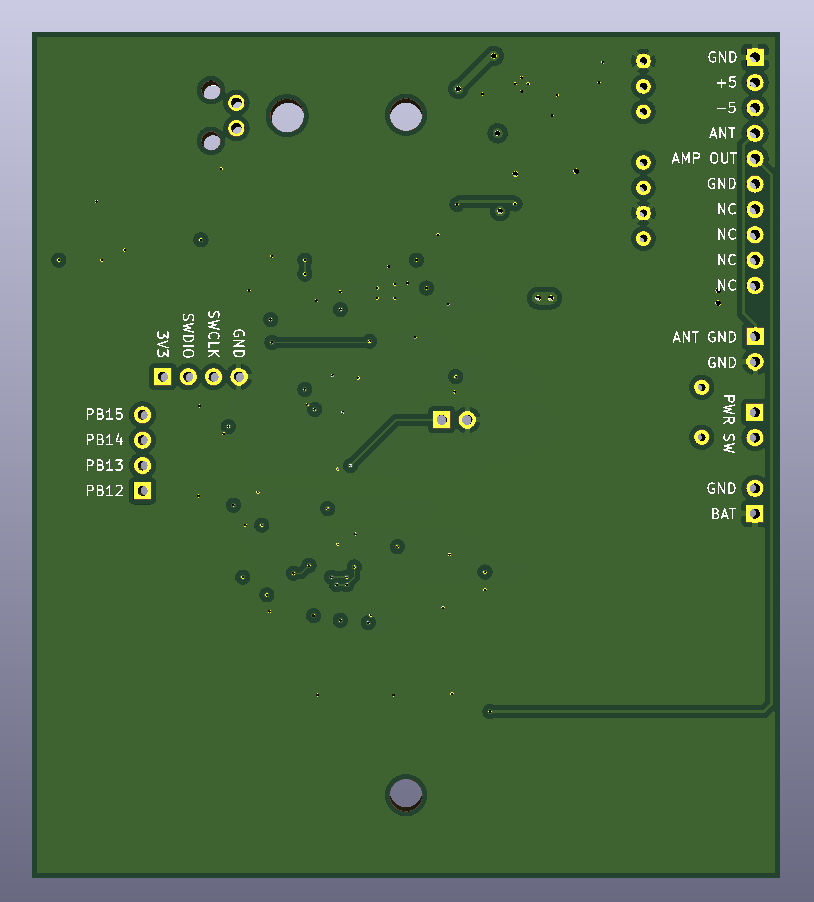 GND
+5
-5
ANT
AMP OUT
GND
NC
NC
NC
NC
ANT GND
GND
PWR SW
GND
BAT
3V3
SWDIO
SWCLK
GND
PB15
PB14
PB13
PB12